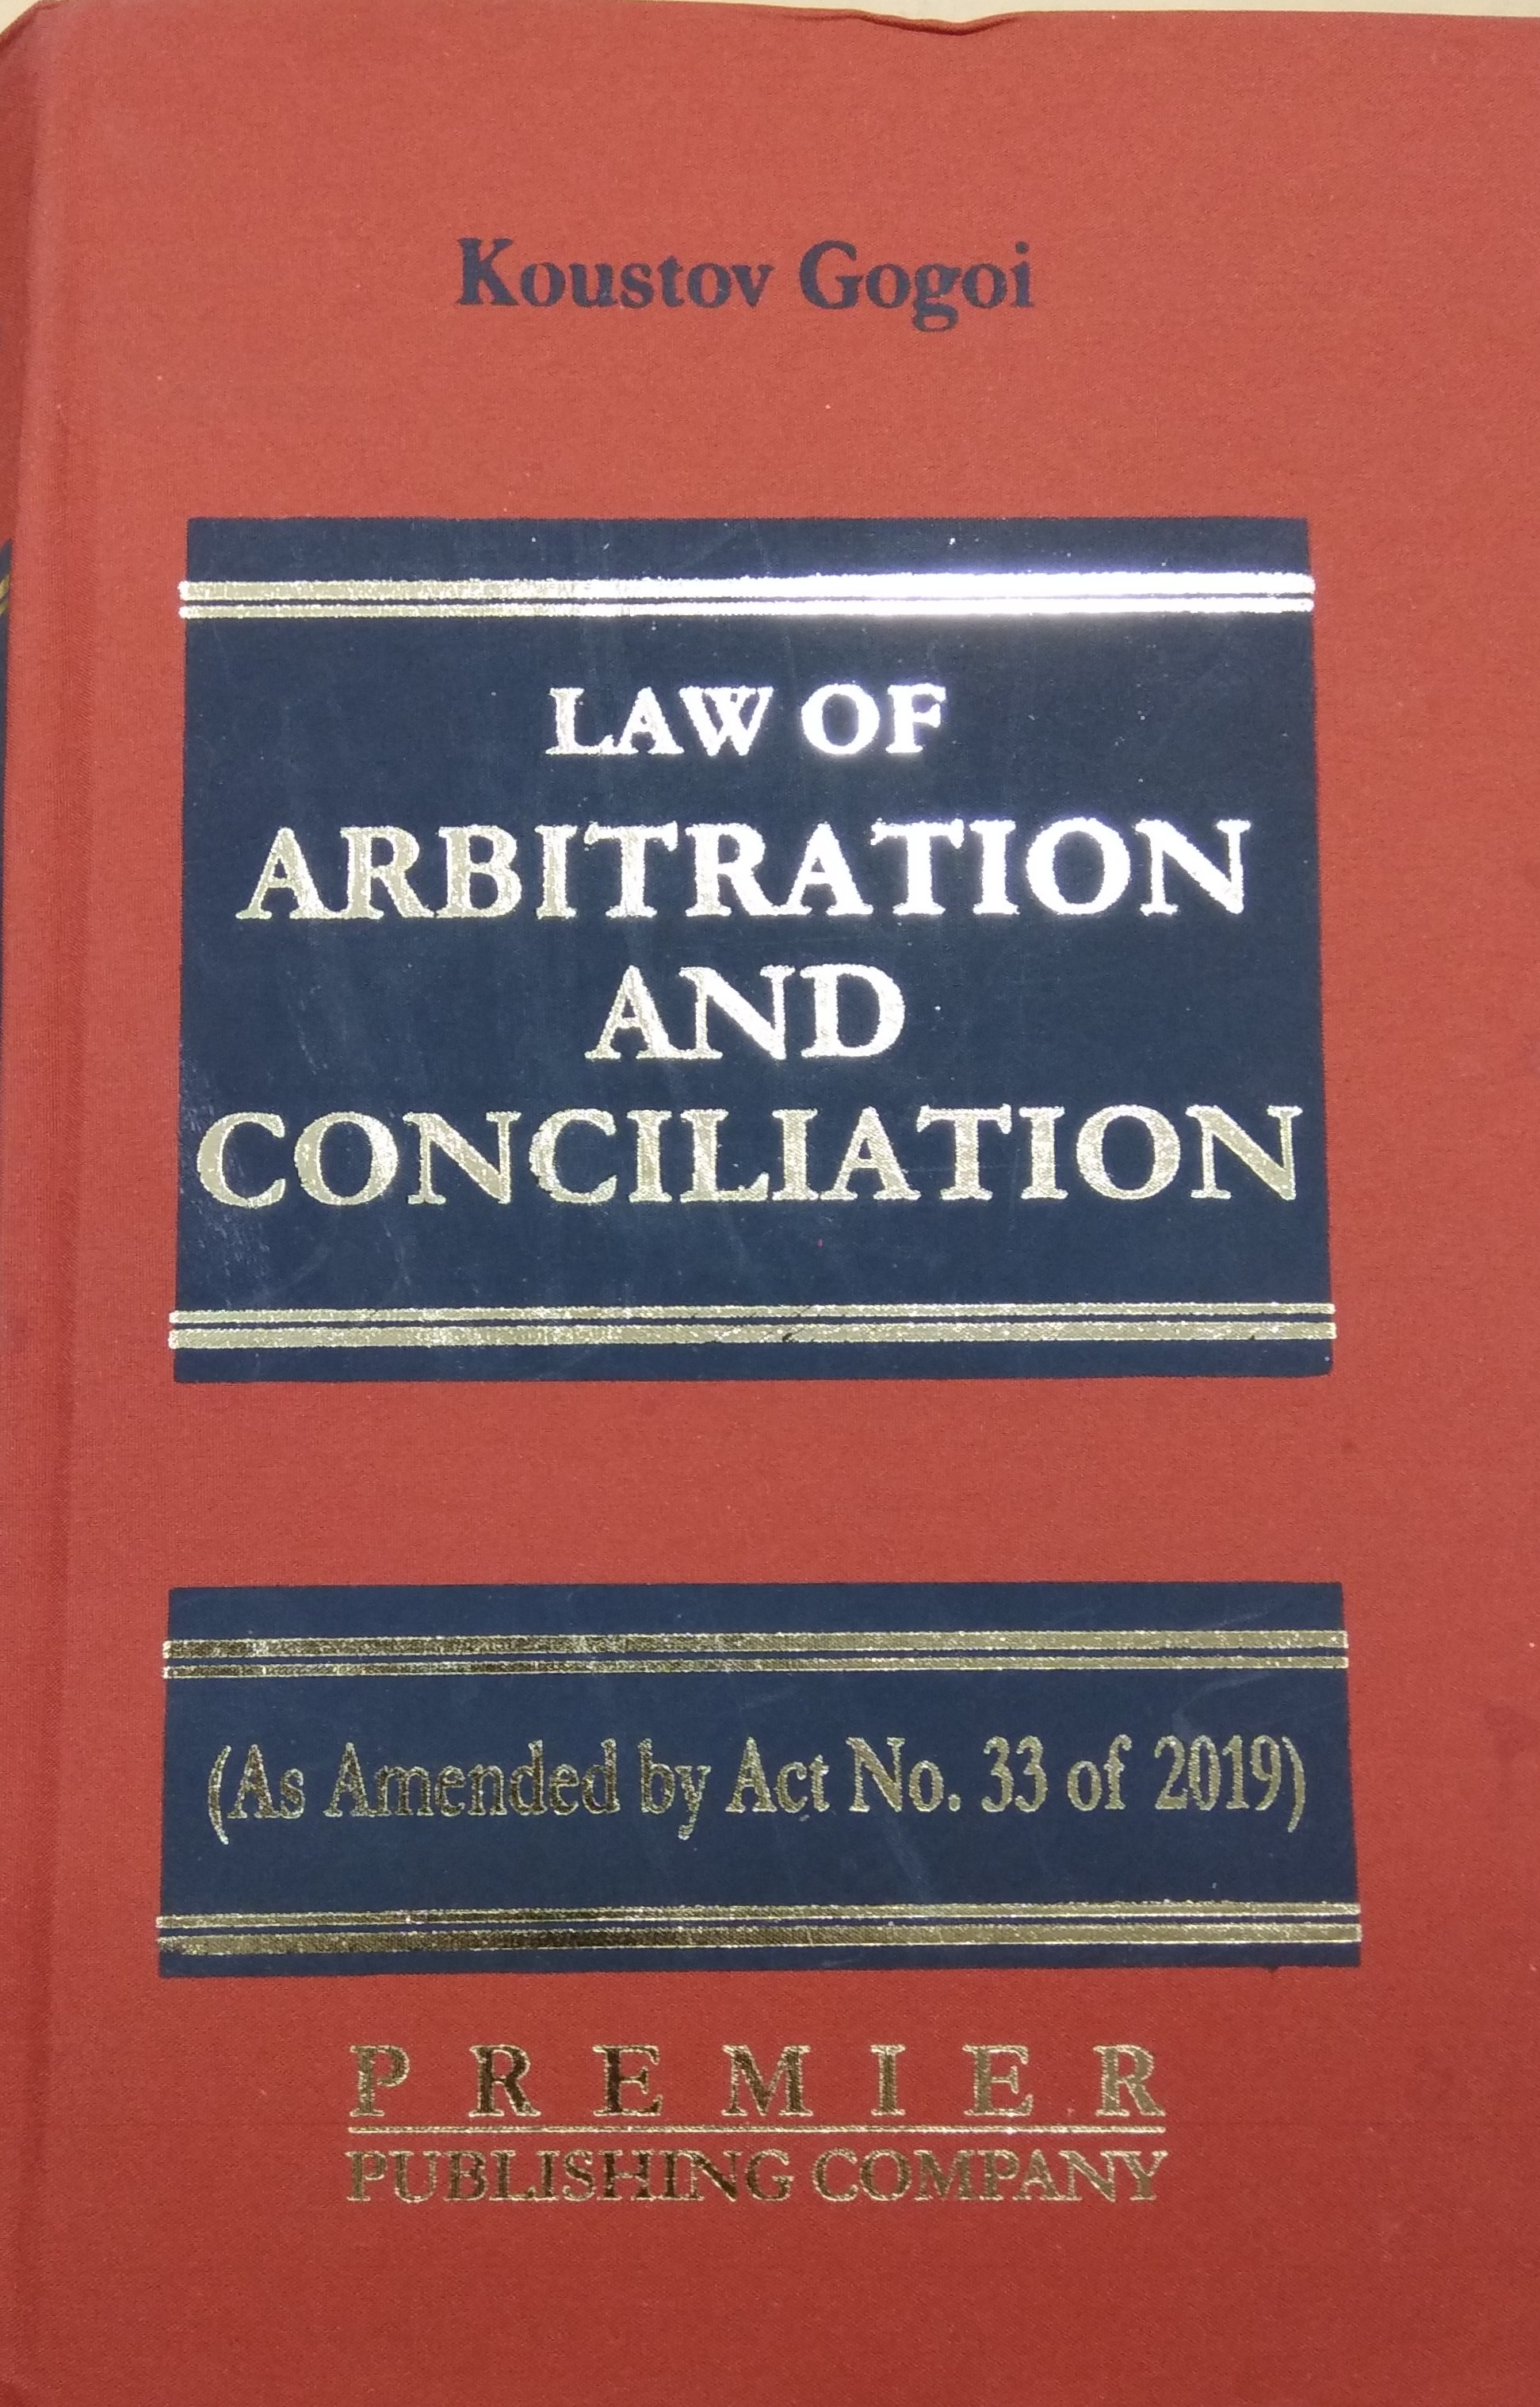 Koustov Gogoi
LAW OF
ARBITRATION
AND
CONCILIATION
(As Amended by Act No. 33 of 2019)
PREMIER
PUBLISHING COMPANY